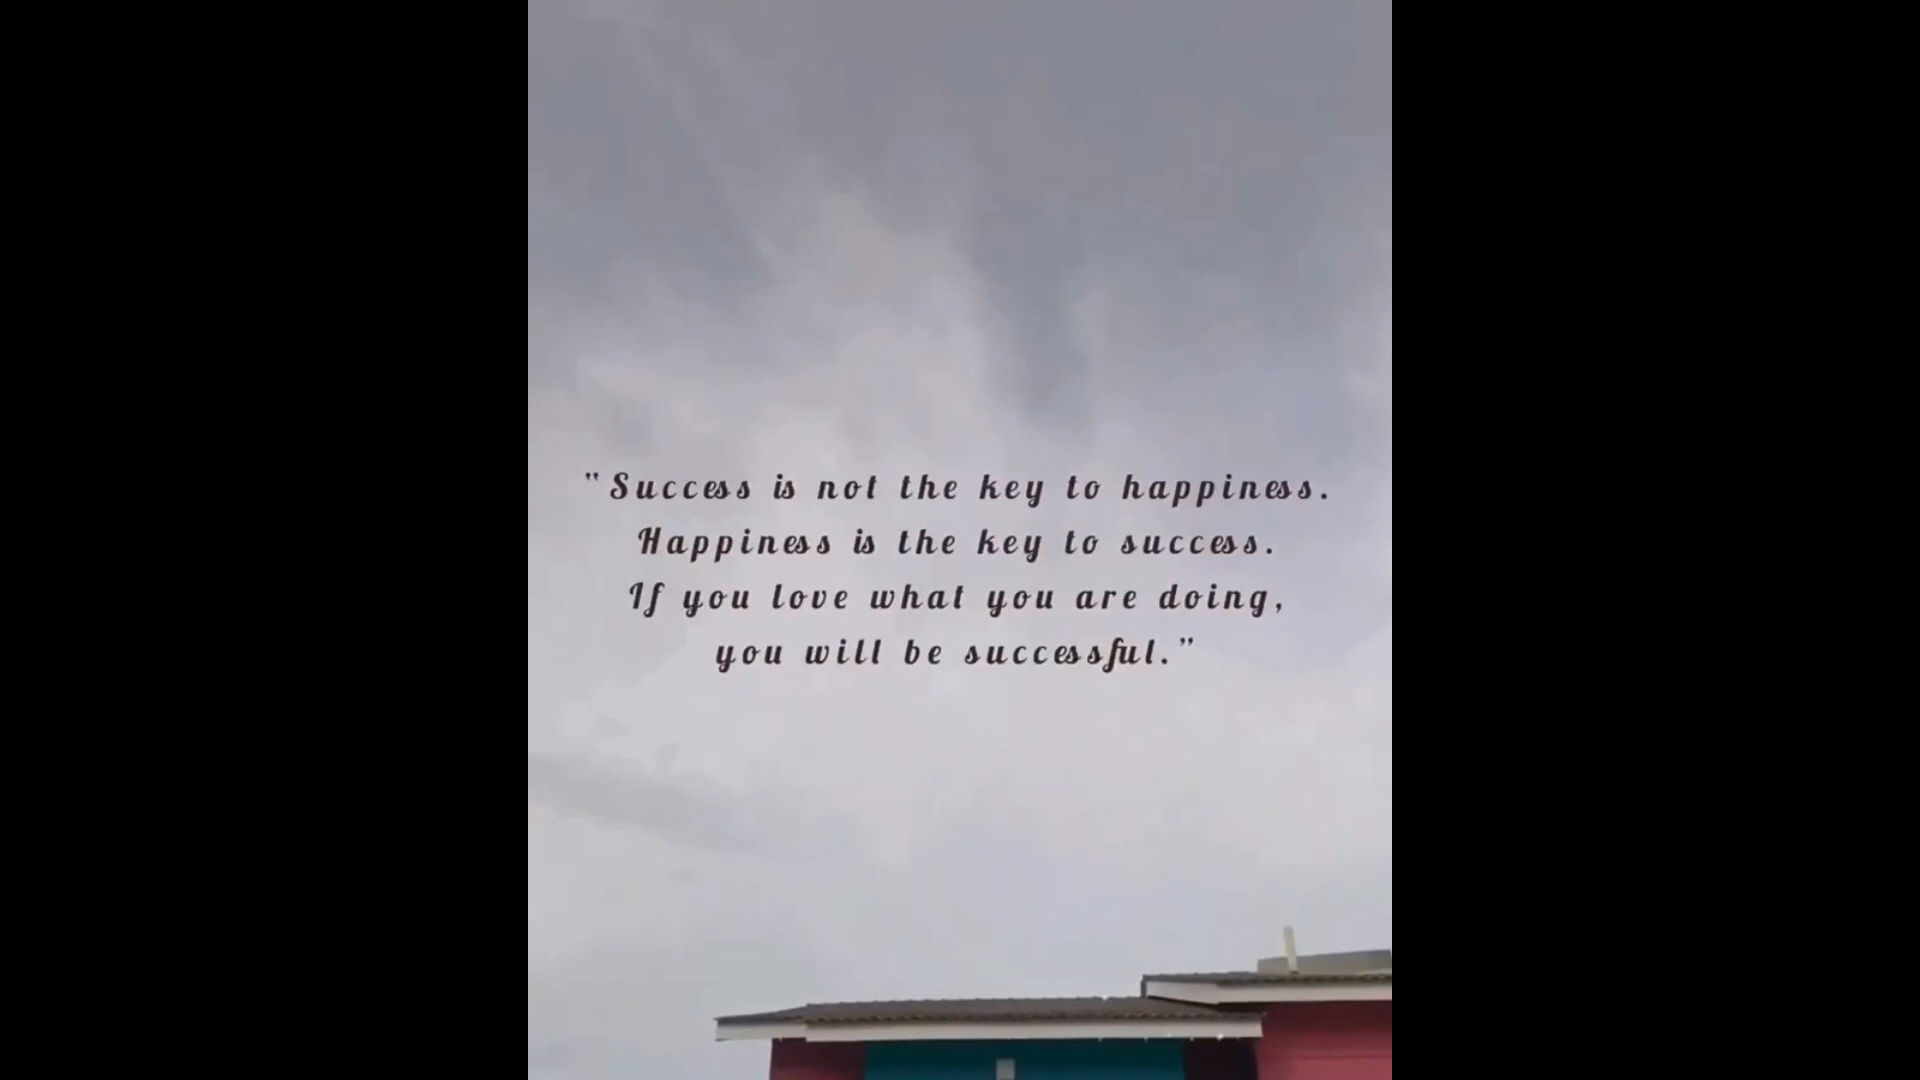 "Success is not the key to happiness.
Happiness is the key to success.
If you love what you are doing,
you will be successful."